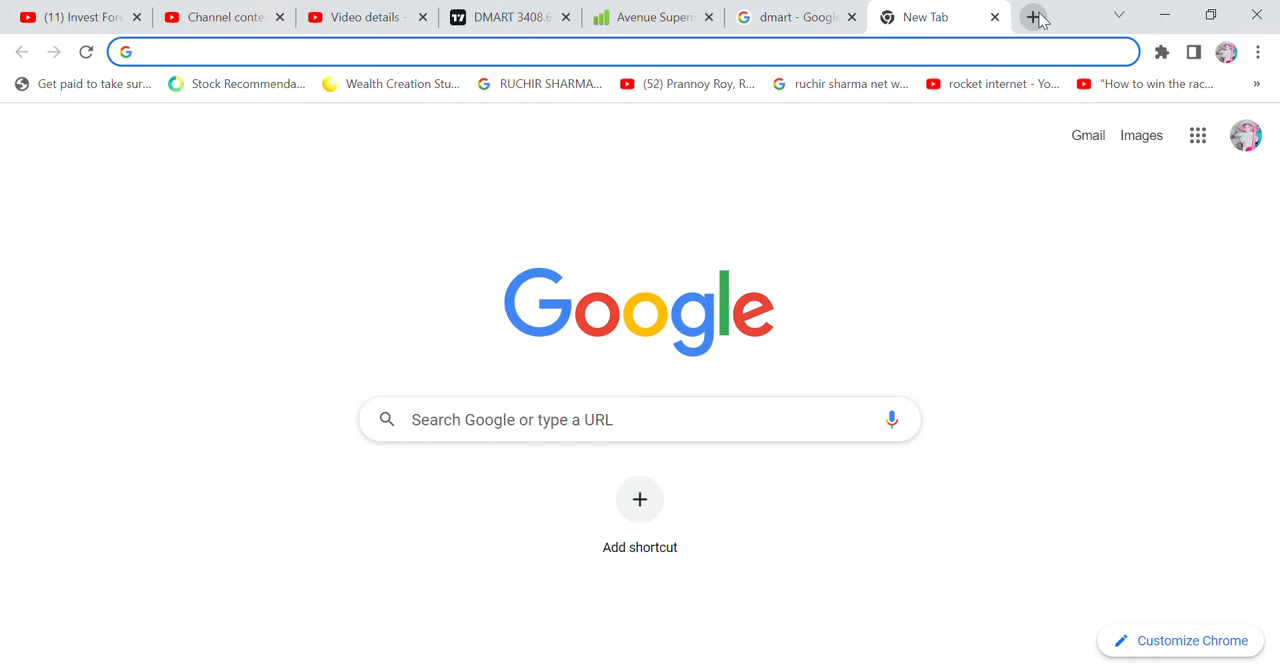 (11) Invest For Channel conte Video details - DMART 3408.6 Avenue Super dmart - Googl New Tab
Get paid to take sur... Stock Recommenda... Wealth Creation Stu... RUCHIR SHARMA... (52) Prannoy Roy, R... ruchir sharma net w... rocket internet - Yo... "How to win the rac... »
Gmail Images
Google
Search Google or type a URL
Add shortcut
Customize Chrome